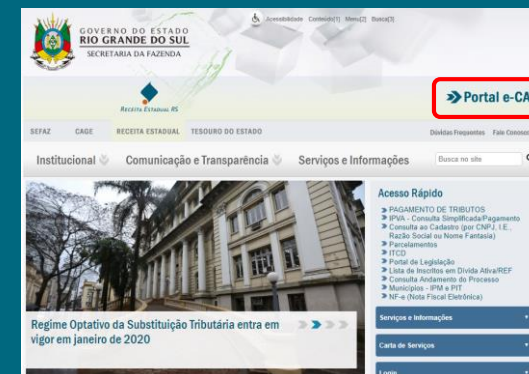 Acessibilidade Conteúdo[1] Menu[2] Busca[3]
GOVERNO DO ESTADO
RIO GRANDE DO SUL
SECRETARIA DA FAZENDA
RECEITA ESTADUAL RS
Portal e-CA
SEFAZ CAGE RECEITA ESTADUAL TESOURO DO ESTADO
Dúvidas Frequentes Fale Conosc
Institucional Comunicação e Transparência Serviços e Informações
Busca no site
Acesso Rápido
PAGAMENTO DE TRIBUTOS
IPVA - Consulta Simplificada/Pagamento
Consulta ao Cadastro (por CNPJ, I.E.,
Razão Social ou Nome Fantasia)
Parcelamentos
ITCD
Portal de Legislação
Lista de Inscritos em Dívida Ativa/REF
Consulta Andamento do Processo
Municípios - IPM e PIT
NF-e (Nota Fiscal Eletrônica)
Regime Optativo da Substituição Tributária entra em
vigor em janeiro de 2020
Serviços e Informações
Carta de Serviços
Login